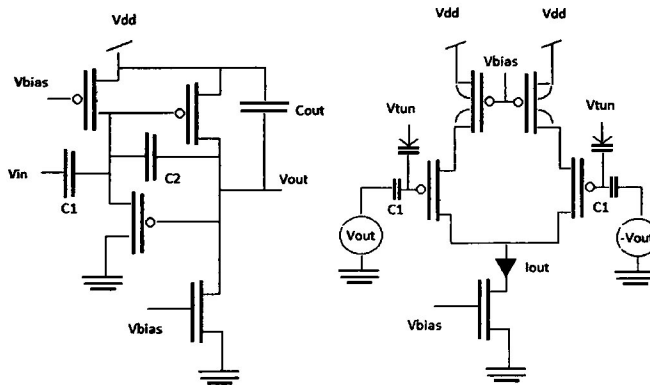 Vdd
Vbias
Cout
Vin
C1
C2
Vout
Vbias
Vdd
Vdd
Vbias
Vtun
Vtun
C1
C1
Vout
-Vout
Iout
Vbias